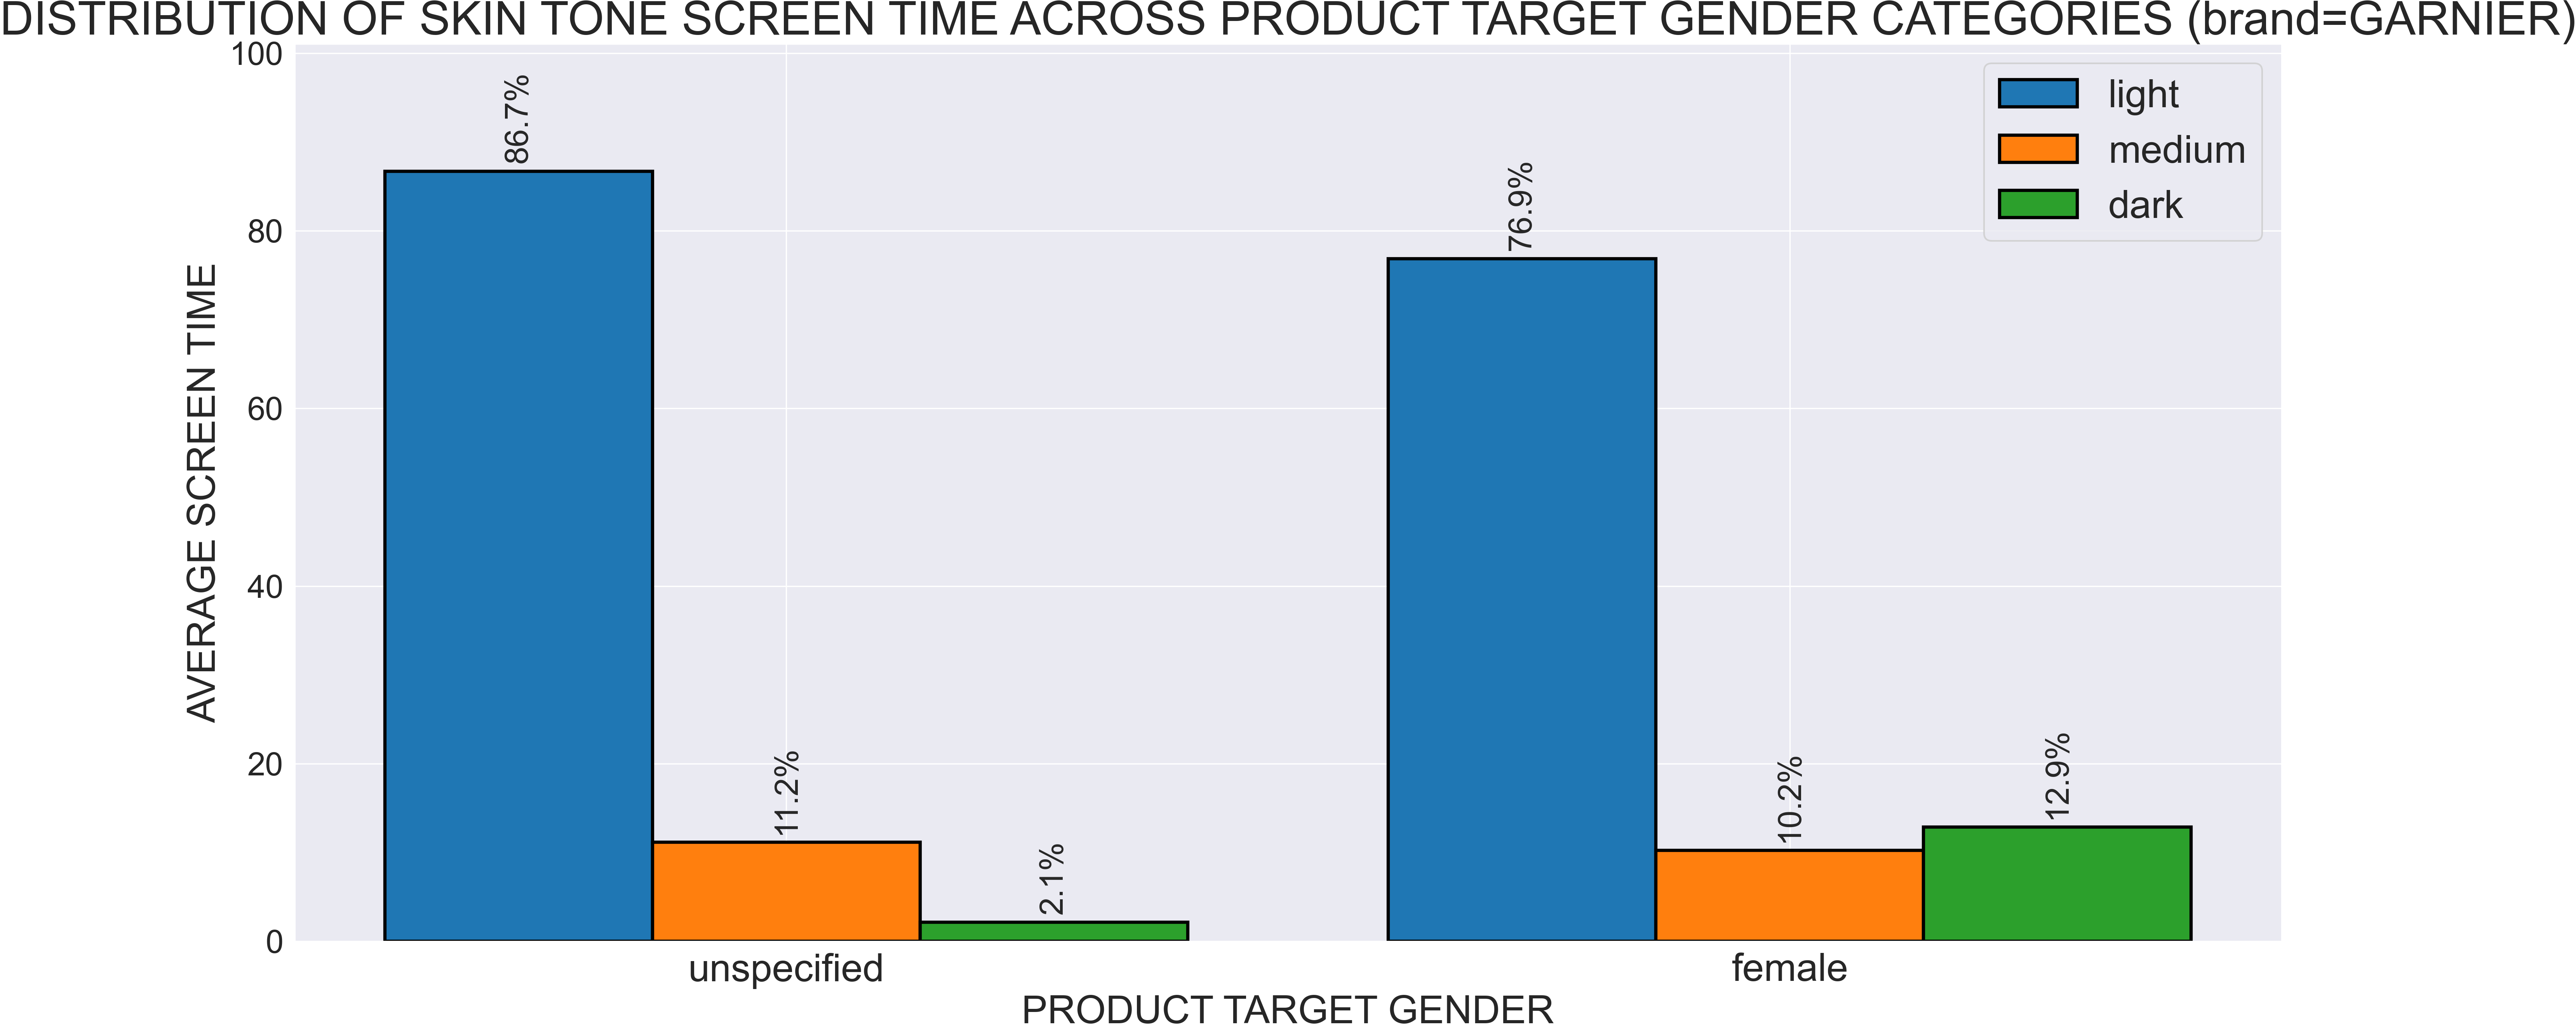 DISTRIBUTION OF SKIN TONE SCREEN TIME ACROSS PRODUCT TARGET GENDER CATEGORIES (brand=GARNIER)
AVERAGE SCREEN TIME
100
80
60
40
20
0
86.7%
11.2%
2.1%
76.9%
10.2%
12.9%
light
medium
dark
unspecified
female
PRODUCT TARGET GENDER